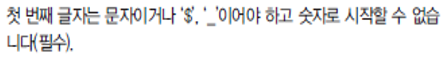 첫 번째 글자는 문자이거나 '$', '_'이어야 하고 숫자로 시작할 수 없습
니다(필수).